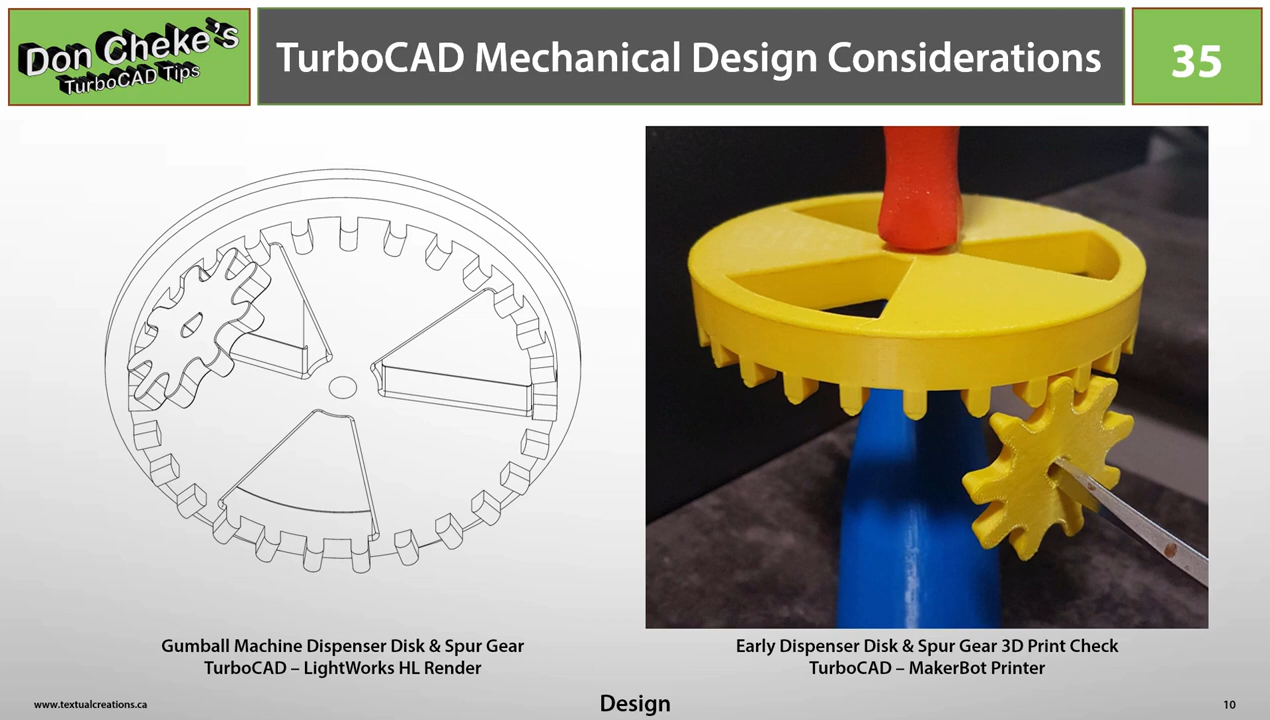 Don Cheke's
TurboCAD Tips
TurboCAD Mechanical Design Considerations
35
Gumball Machine Dispenser Disk & Spur Gear
TurboCAD – LightWorks HL Render
Early Dispenser Disk & Spur Gear 3D Print Check
TurboCAD – MakerBot Printer
www.textualcreations.ca
Design
10